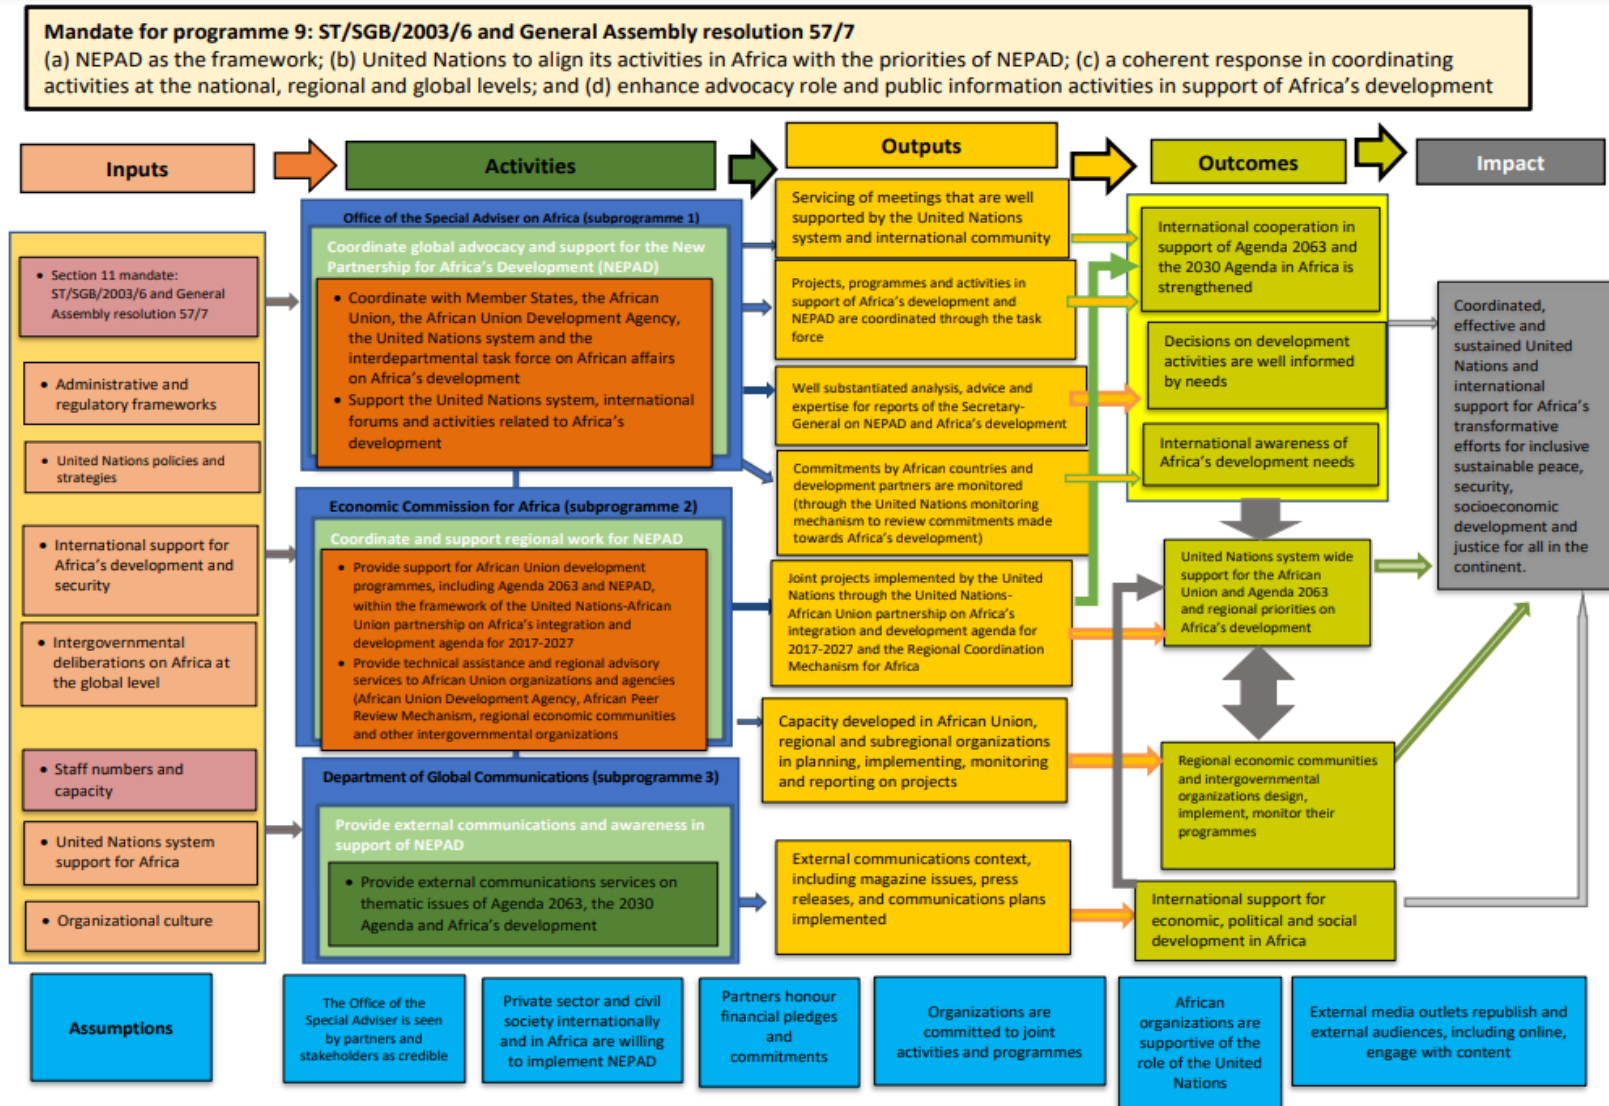 Mandate for programme 9: ST/SGB/2003/6 and General Assembly resolution 57/7
(a) NEPAD as the framework; (b) United Nations to align its activities in Africa with the priorities of NEPAD; (c) a coherent response in coordinating
activities at the national, regional and global levels; and (d) enhance advocacy role and public information activities in support of Africa's development
Inputs
Activities
Outputs
Outcomes
Impact
• Section 11 mandate:
ST/SGB/2003/6 and General
Assembly resolution 57/7
• Administrative and
regulatory frameworks
• United Nations policies and
strategies
• International support for
Africa's development and
security
• Intergovernmental
deliberations on Africa at
the global level
• Staff numbers and
capacity
• United Nations system
support for Africa
• Organizational culture
Office of the Special Adviser on Africa (subprogramme 1)
Coordinate global advocacy and support for the New
Partnership for Africa's Development (NEPAD)
• Coordinate with Member States, the African
Union, the African Union Development Agency,
the United Nations system and the
interdepartmental task force on African affairs
on Africa's development
• Support the United Nations system, international
forums and activities related to Africa's
development
Economic Commission for Africa (subprogramme 2)
Coordinate and support regional work for NEPAD
• Provide support for African Union development
programmes, including Agenda 2063 and NEPAD,
within the framework of the United Nations-African
Union partnership on Africa's integration and
development agenda for 2017-2027
• Provide technical assistance and regional advisory
services to African Union organizations and agencies
(African Union Development Agency, African Peer
Review Mechanism, regional economic communities
and other intergovernmental organizations
Department of Global Communications (subprogramme 3)
Provide external communications and awareness in
support of NEPAD
• Provide external communications services on
thematic issues of Agenda 2063, the 2030
Agenda and Africa's development
Servicing of meetings that are well
supported by the United Nations
system and international community
Projects, programmes and activities in
support of Africa's development and
NEPAD are coordinated through the task
force
Well substantiated analysis, advice and
expertise for reports of the Secretary-
General on NEPAD and Africa's development
Commitments by African countries and
development partners are monitored
(through the United Nations monitoring
mechanism to review commitments made
towards Africa's development)
Joint projects implemented by the United
Nations through the United Nations-
African Union partnership on Africa's
integration and development agenda for
2017-2027 and the Regional Coordination
Mechanism for Africa
Capacity developed in African Union,
regional and subregional organizations
in planning, implementing, monitoring
and reporting on projects
External communications context,
including magazine issues, press
releases, and communications plans
implemented
International cooperation in
support of Agenda 2063 and
the 2030 Agenda in Africa is
strengthened
Decisions on development
activities are well informed
by needs
International awareness of
Africa's development needs
United Nations system wide
support for the African
Union and Agenda 2063
and regional priorities on
Africa's development
Regional economic communities
and intergovernmental
organizations design,
implement, monitor their
programmes
International support for
economic, political and social
development in Africa
Coordinated,
effective and
sustained United
Nations and
international
support for Africa's
transformative
efforts for inclusive
sustainable peace,
security,
socioeconomic
development and
justice for all in the
continent.
Assumptions
The Office of the
Special Adviser is seen
by partners and
stakeholders as credible
Private sector and civil
society internationally
and in Africa are willing
to implement NEPAD
Partners honour
financial pledges
and
commitments
Organizations are
committed to joint
activities and programmes
African
organizations are
supportive of the
role of the United
Nations
External media outlets republish and
external audiences, including online,
engage with content